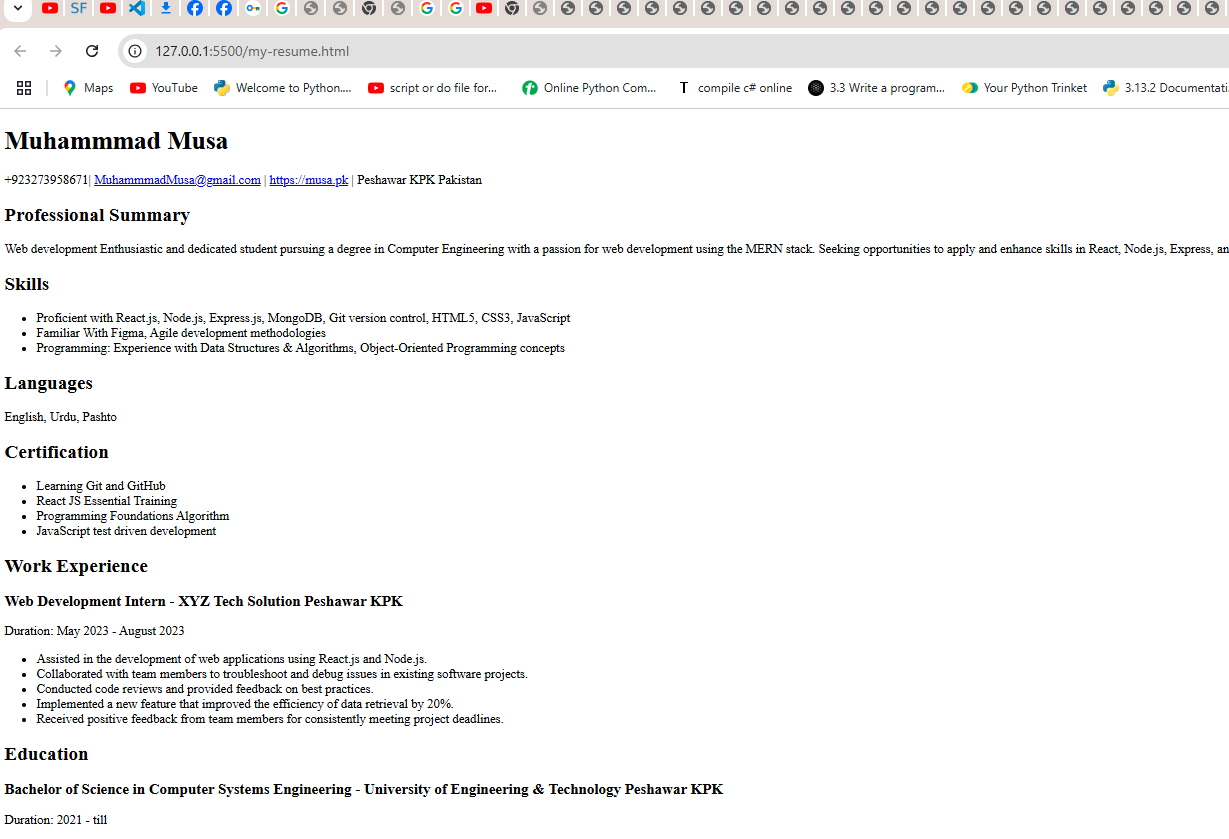 SF
127.0.0.1:5500/my-resume.html
Maps YouTube Welcome to Python.... script or do file for... Online Python Com... T compile c# online 3.3 Write a program... Your Python Trinket 3.13.2 Documentati
Muhammmad Musa
+923273958671| MuhammmadMusa@gmail.com | https://musa.pk | Peshawar KPK Pakistan
Professional Summary
Web development Enthusiastic and dedicated student pursuing a degree in Computer Engineering with a passion for web development using the MERN stack. Seeking opportunities to apply and enhance skills in React, Node.js, Express, an
Skills
• Proficient with React.js, Node.js, Express.js, MongoDB, Git version control, HTML5, CSS3, JavaScript
• Familiar With Figma, Agile development methodologies
• Programming: Experience with Data Structures & Algorithms, Object-Oriented Programming concepts
Languages
English, Urdu, Pashto
Certification
• Learning Git and GitHub
• React JS Essential Training
• Programming Foundations Algorithm
• JavaScript test driven development
Work Experience
Web Development Intern - XYZ Tech Solution Peshawar KPK
Duration: May 2023 - August 2023
• Assisted in the development of web applications using React.js and Node.js.
• Collaborated with team members to troubleshoot and debug issues in existing software projects.
• Conducted code reviews and provided feedback on best practices.
• Implemented a new feature that improved the efficiency of data retrieval by 20%.
• Received positive feedback from team members for consistently meeting project deadlines.
Education
Bachelor of Science in Computer Systems Engineering - University of Engineering & Technology Peshawar KPK
Duration: 2021 - till